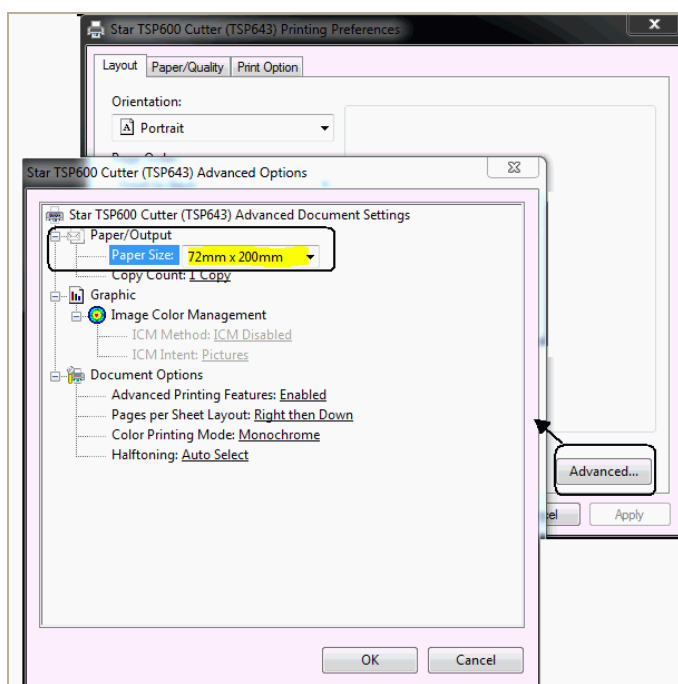 Star TSP600 Cutter (TSP643) Printing Preferences
Layout Paper/Quality Print Option
Orientation:
Portrait
Star TSP600 Cutter (TSP643) Advanced Options
Star TSP600 Cutter (TSP643) Advanced Document Settings
Paper/Output
Paper Size: 72mm x 200mm
Copy Count: 1 Copy
Graphic
Image Color Management
ICM Method: ICM Disabled
ICM Intent: Pictures
Document Options
Advanced Printing Features: Enabled
Pages per Sheet Layout: Right then Down
Color Printing Mode: Monochrome
Halftoning: Auto Select
Advanced...
Apply
OK Cancel